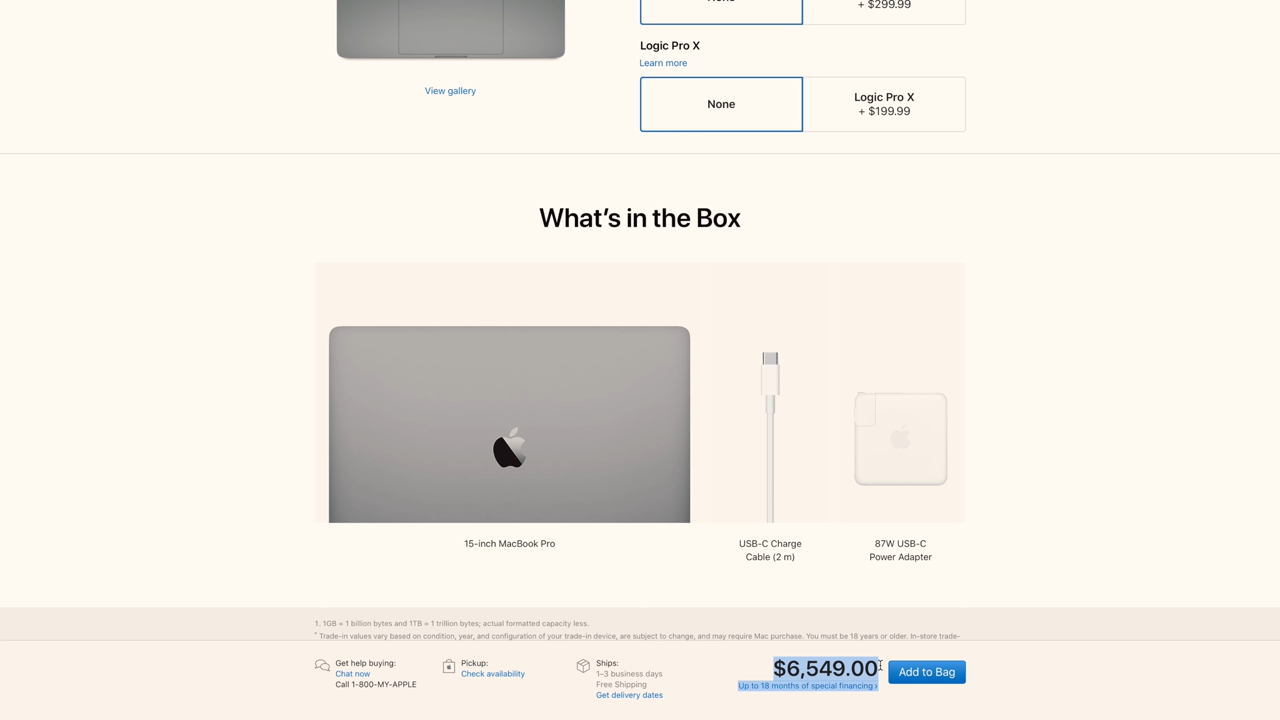 + $299.99
Logic Pro X
Learn more
View gallery
None
Logic Pro X
+ $199.99
What's in the Box
15-inch MacBook Pro
USB-C Charge
Cable (2 m)
87W USB-C
Power Adapter
1. 1GB = 1 billion bytes and 1TB = 1 trillion bytes; actual formatted capacity less.
* Trade-in values vary based on condition, year, and configuration of your trade-in device, are subject to change, and may require Mac purchase. You must be 18 years or older. In-store trade-
Get help buying:
Chat now
Call 1-800-MY-APPLE
Pickup:
Check availability
Ships:
1–3 business days
Free Shipping
Get delivery dates
$6,549.00
Up to 18 months of special financing ›
Add to Bag